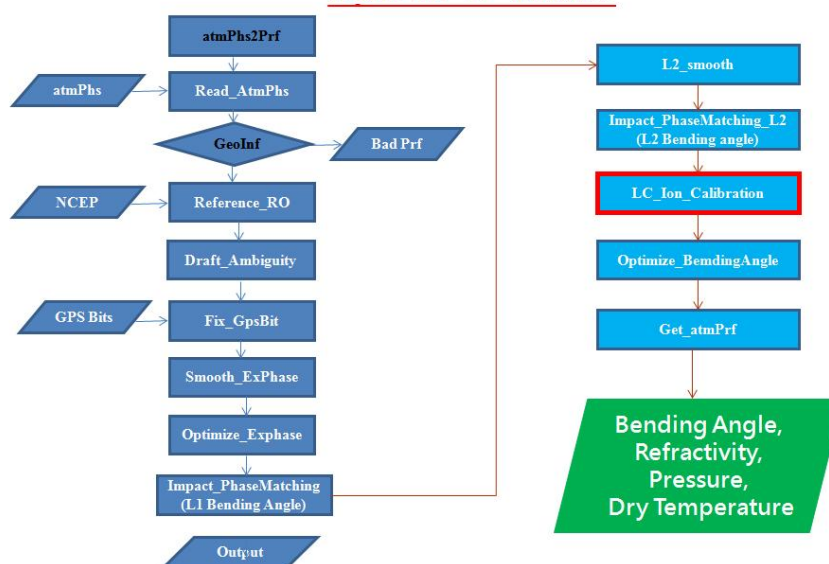 atmPhs2Prf
atmPhs
Read_AtmPhs
GeoInf
Bad Prf
NCEP
Reference_RO
Draft_Ambiguity
GPS Bits
Fix_GpsBit
Smooth_ExPhase
Optimize_Exphase
Impact_PhaseMatching
(L1 Bending Angle)
Output
L2_smooth
Impact_PhaseMatching_L2
(L2 Bending angle)
LC_Ion_Calibration
Optimize_BemdingAngle
Get_atmPrf
Bending Angle,
Refractivity,
Pressure,
Dry Temperature